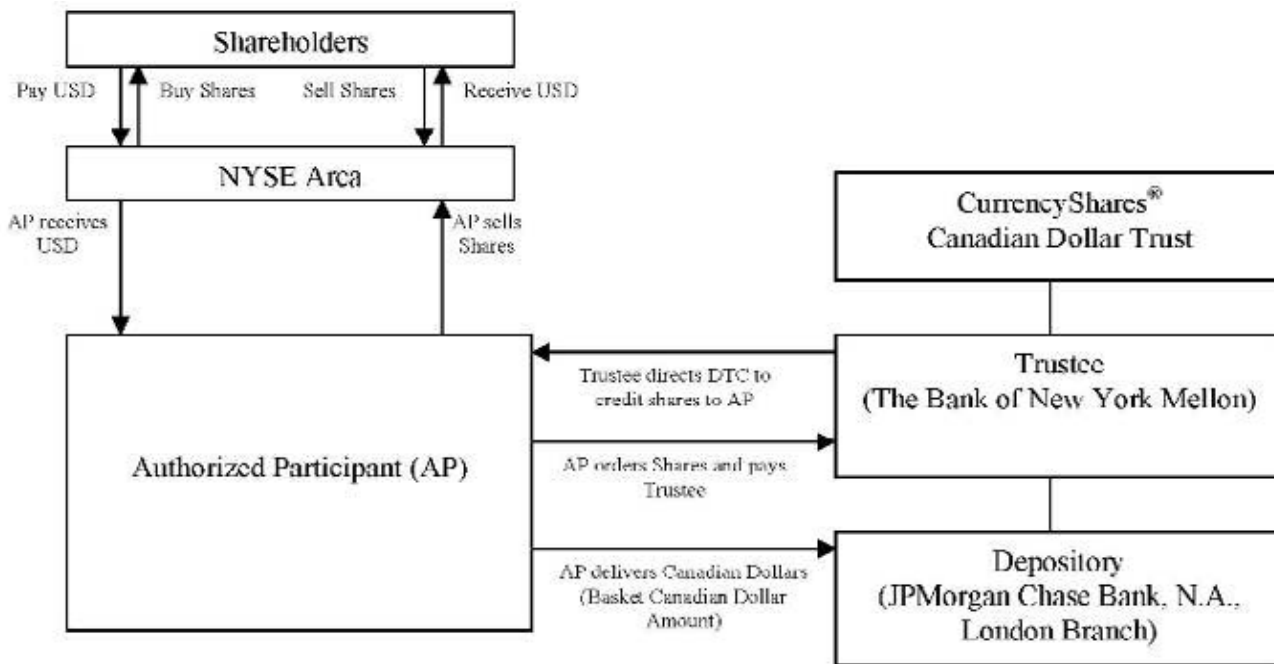 Shareholders
Pay USD
Buy Shares
Sell Shares
Receive USD
NYSE Arca
AP receives
USD
AP sells
Shares
CurrencyShares®
Canadian Dollar Trust
Trustee
(The Bank of New York Mellon)
Trustee directs DTC to
credit shares to AP
Authorized Participant (AP)
AP orders Shares and pays
Trustee
AP delivers Canadian Dollars
(Basket Canadian Dollar
Amount)
Depository
(JPMorgan Chase Bank, N.A.,
London Branch)